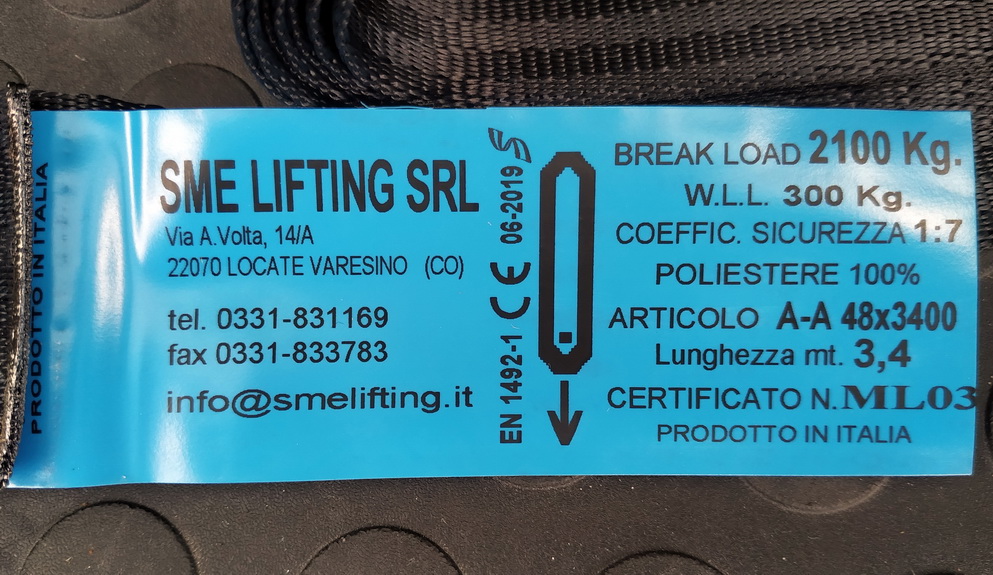 PRODOTTO IN ITALIA
SME LIFTING SRL
Via A.Volta, 14/A
22070 LOCATE VARESINO (CO)
tel. 0331-831169
fax 0331-833783
info@smelifting.it
EN 1492-1 CE 06-2019 S
BREAK LOAD 2100 Kg.
W.L.L. 300 Kg.
COEFFIC. SICUREZZA 1:7
POLIESTERE 100%
ARTICOLO A-A 48x3400
Lunghezza mt. 3,4
CERTIFICATO N.ML03
PRODOTTO IN ITALIA